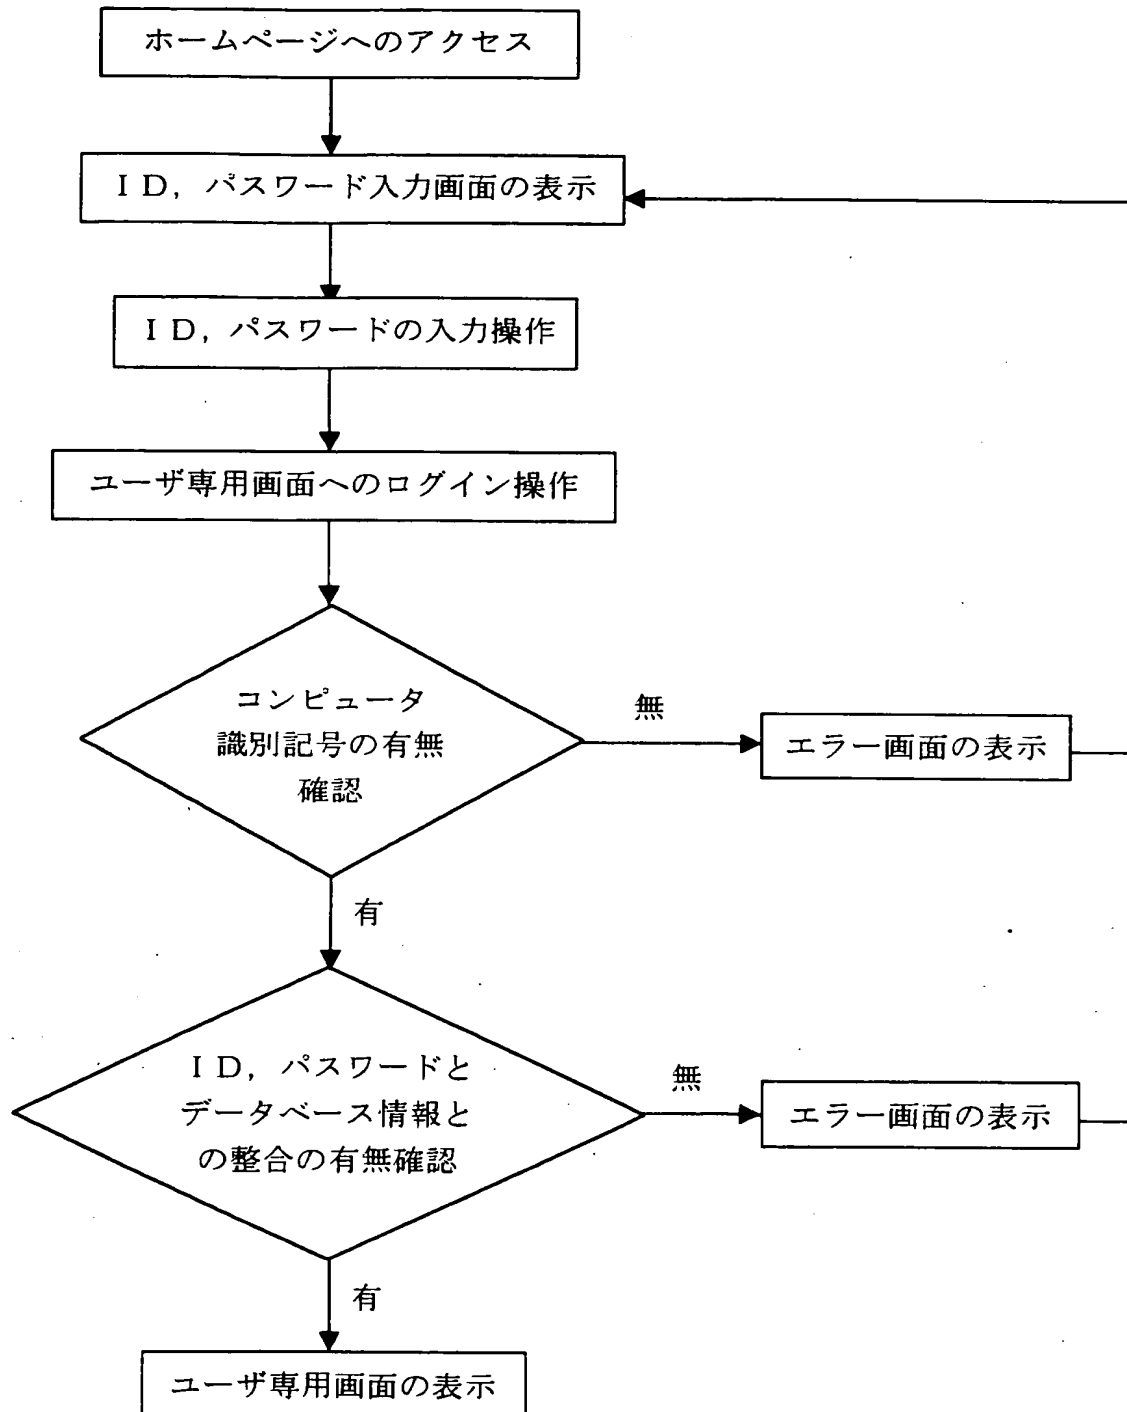 ホームページへのアクセス
ID，パスワード入力画面の表示
ID，パスワードの入力操作
ユーザ専用画面へのログイン操作
コンピュータ
識別記号の有無
確認
無
エラー画面の表示
有
ID，パスワードと
データベース情報と
の整合の有無確認
無
エラー画面の表示
有
ユーザ専用画面の表示